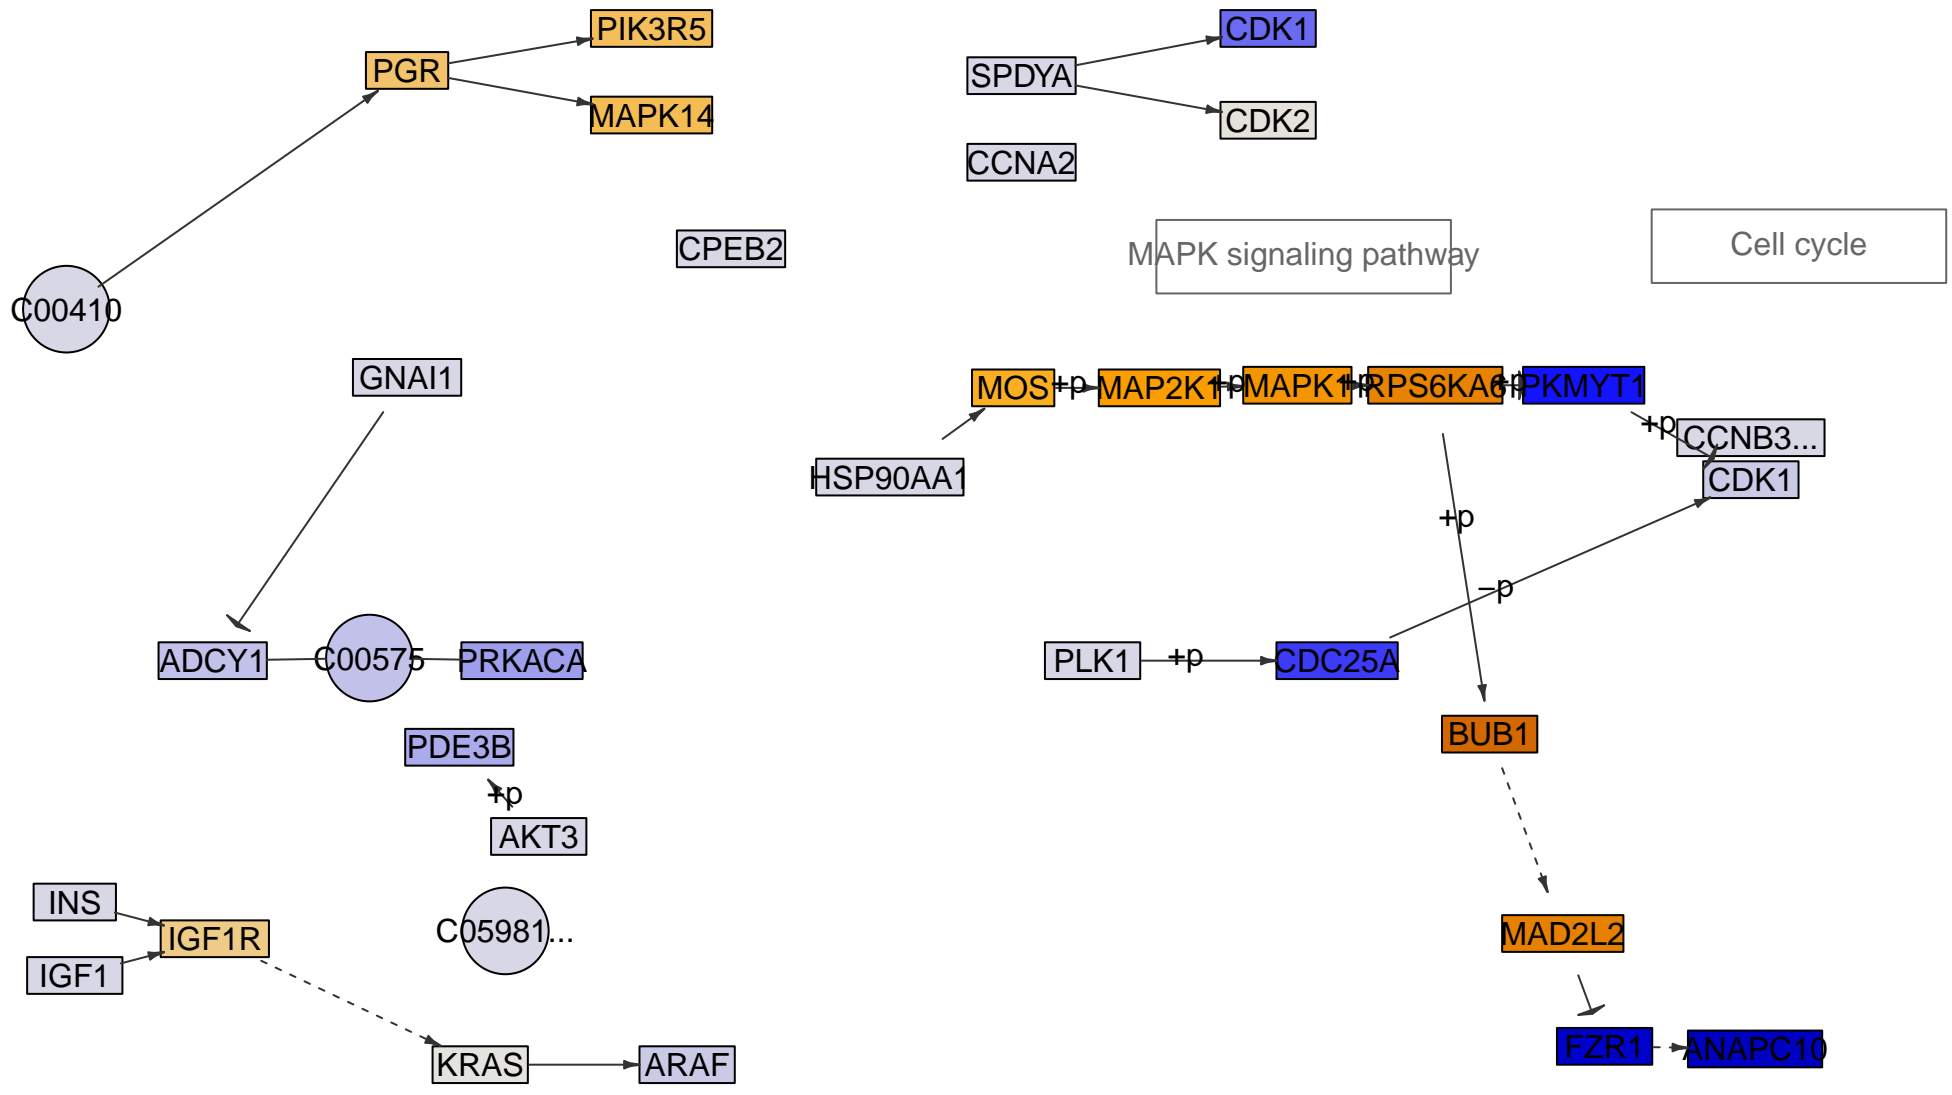 PIK3R5
CDK1
PGR
SPDYA
MAPK14
CDK2
CCNA2
CPEB2
MAPK signaling pathway
Cell cycle
C00410
GNAI1
MOS
+p
MAP2K1
+p
MAPK1
+p
RPS6KA6
+p
PKMYT1
+p
CCNB3...
HSP90AA1
CDK1
+p
−p
ADCY1
C00575
PRKACA
PLK1
+p
CDC25A
BUB1
PDE3B
+p
AKT3
INS
IGF1R
C05981...
MAD2L2
IGF1
KRAS
ARAF
FZR1
ANAPC10